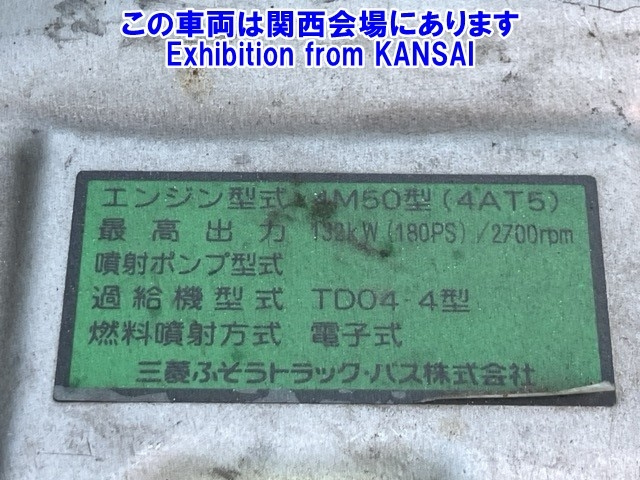 この車両は関西会場にあります
Exhibition from KANSAI
エンジン型式 4M50型(4AT5)
最高出力 132kW(180PS)/2700rpm
噴射ポンプ型式
過給機型式 TD04-4型
燃料噴射方式 電子式
三菱ふそうトラック・バス株式会社